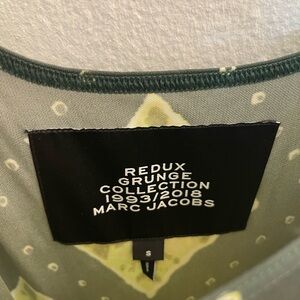 REDUX
GRUNGE
COLLECTION
1993/2018
MARC JACOBS
S